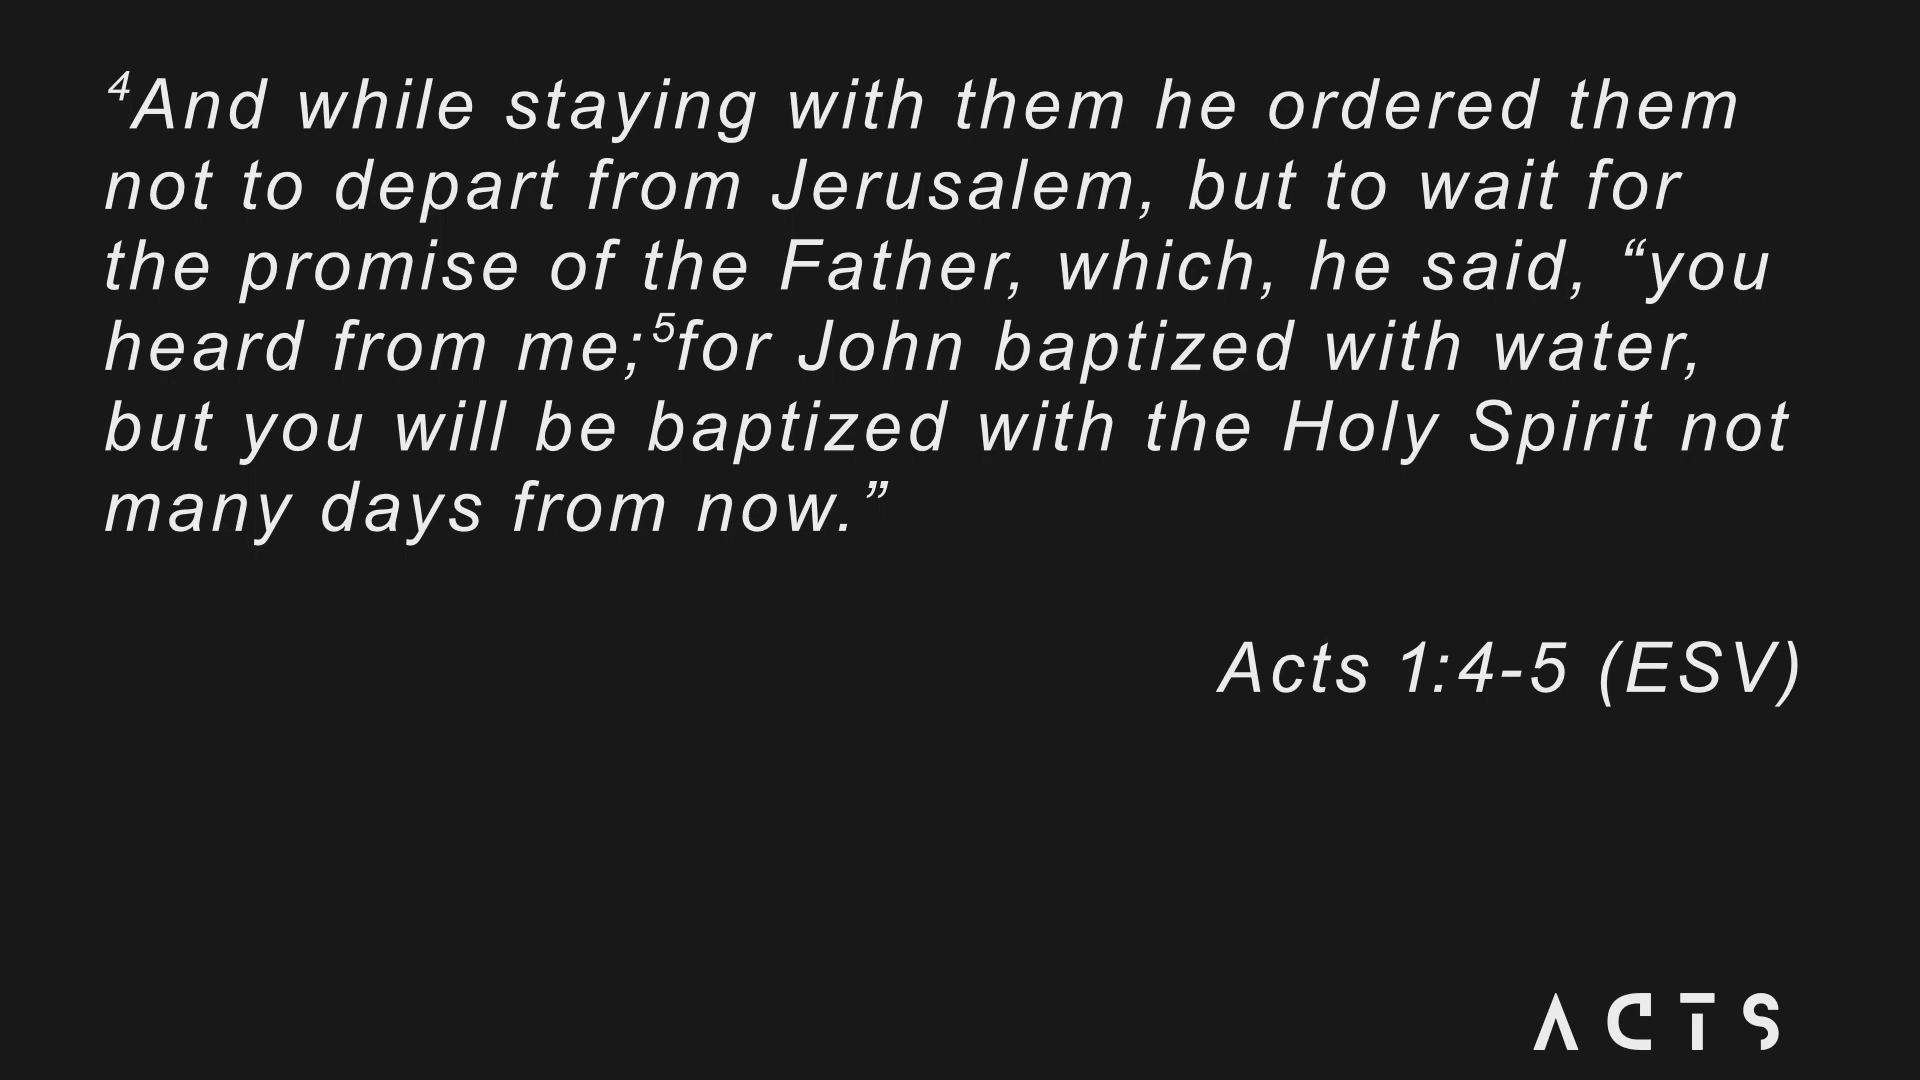 ⁴And while staying with them he ordered them
not to depart from Jerusalem, but to wait for
the promise of the Father, which, he said, “you
heard from me;⁵for John baptized with water,
but you will be baptized with the Holy Spirit not
many days from now.”
Acts 1:4-5 (ESV)
ACTS